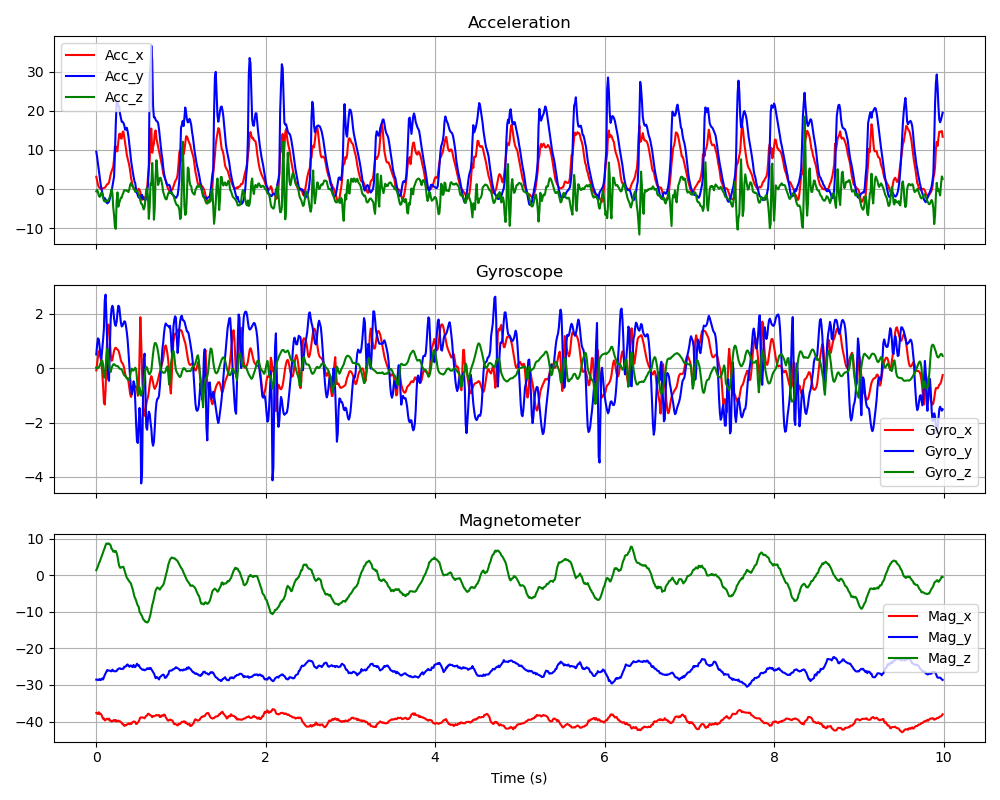 Acceleration
Acc_x
Acc_y
Acc_z
30
20
10
0
−10
Gyroscope
2
0
−2
−4
Gyro_x
Gyro_y
Gyro_z
Magnetometer
10
0
−10
−20
−30
−40
Mag_x
Mag_y
Mag_z
0 2 4 6 8 10
Time (s)